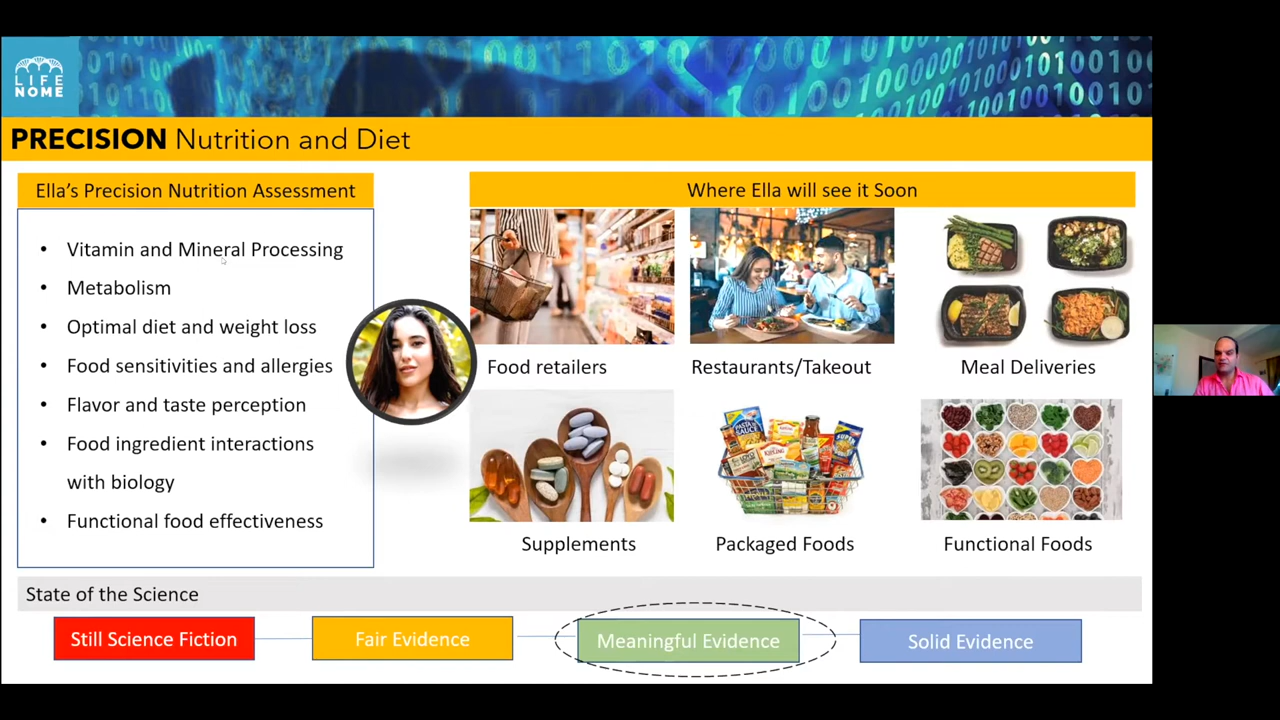 LIFE
NOME
PRECISION Nutrition and Diet
Ella's Precision Nutrition Assessment
• Vitamin and Mineral Processing
• Metabolism
• Optimal diet and weight loss
• Food sensitivities and allergies
• Flavor and taste perception
• Food ingredient interactions
with biology
• Functional food effectiveness
Where Ella will see it Soon
Food retailers
Restaurants/Takeout
Meal Deliveries
Supplements
Packaged Foods
Functional Foods
State of the Science
Still Science Fiction
Fair Evidence
Meaningful Evidence
Solid Evidence